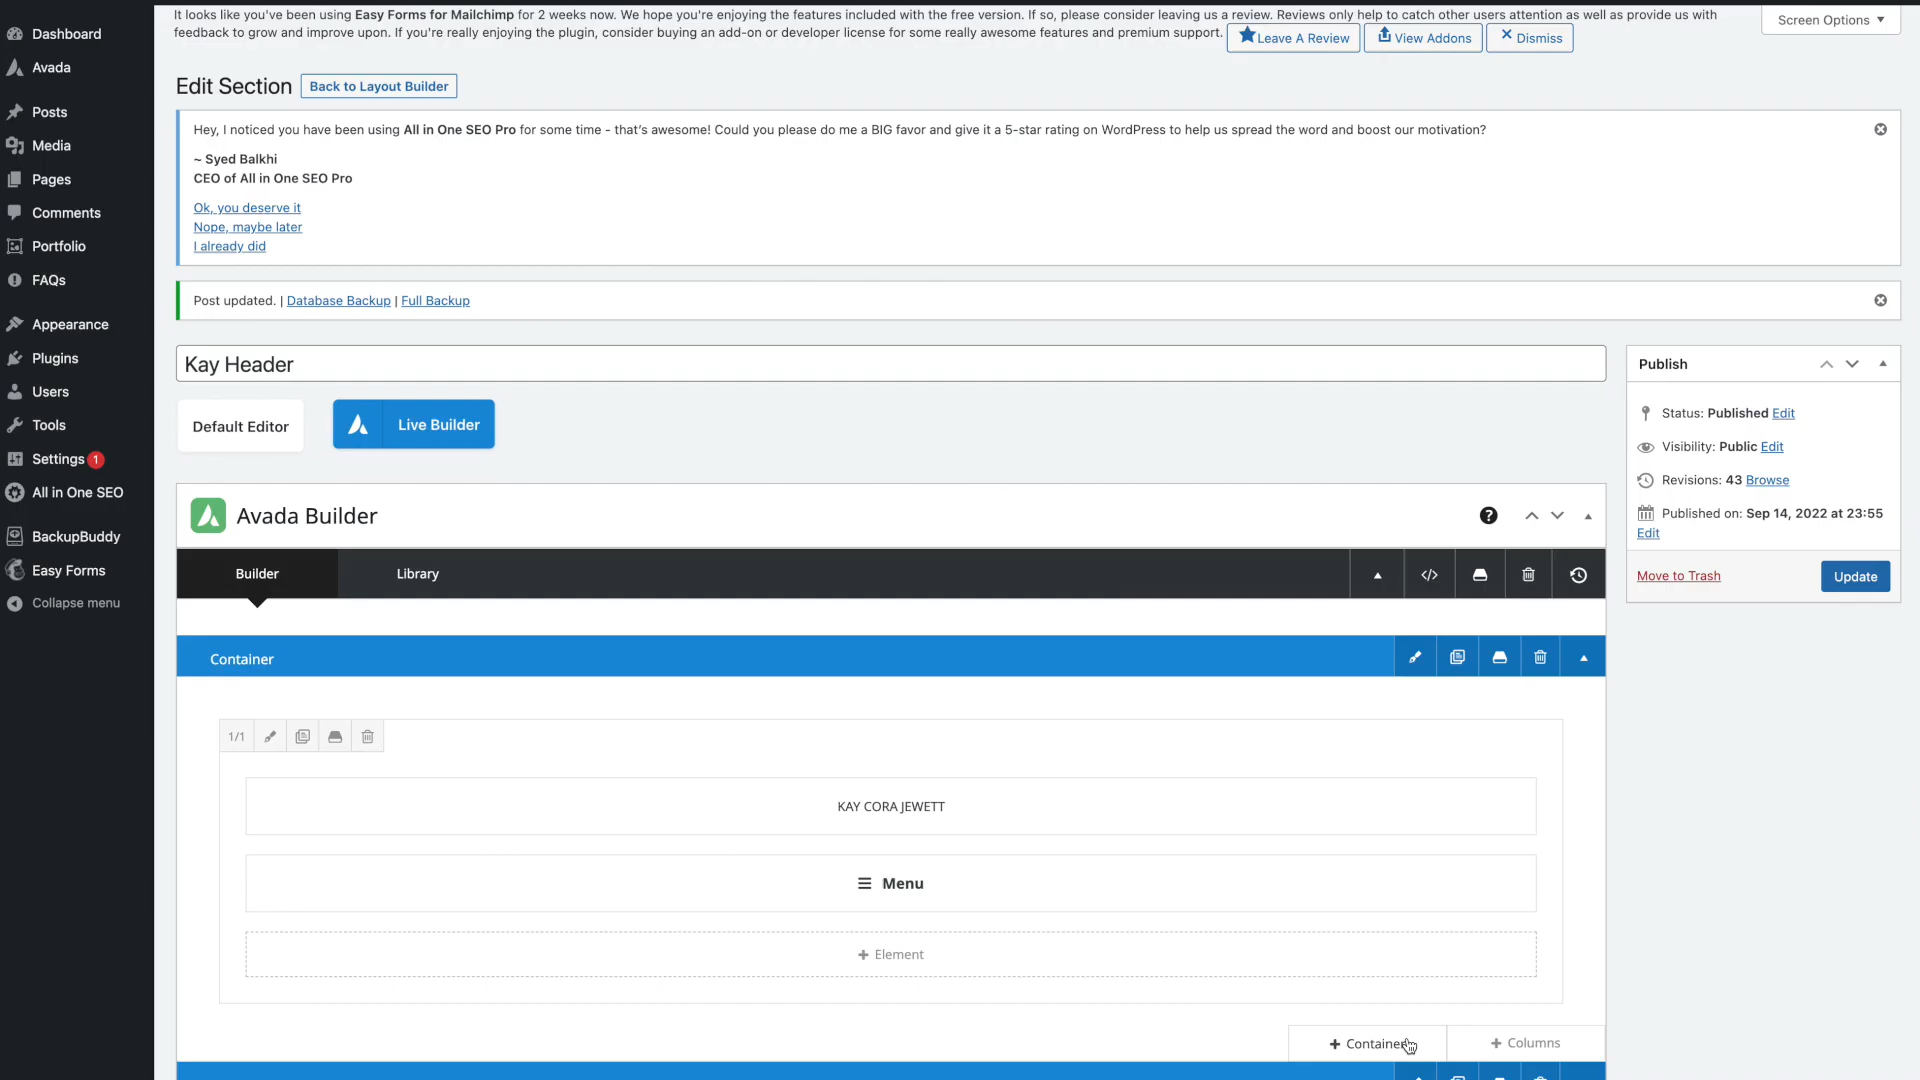 It looks like you've been using Easy Forms for Mailchimp for 2 weeks now. We hope you're enjoying the features included with the free version. If so, please consider leaving us a review. Reviews only help to catch other users attention as well as provide us with
feedback to grow and improve upon. If you're really enjoying the plugin, consider buying an add-on or developer license for some really awesome features and premium support. Leave A Review View Addons Dismiss
Screen Options
Dashboard
Avada
Posts
Media
Pages
Comments
Portfolio
FAQs
Appearance
Plugins
Users
Tools
Settings 1
All in One SEO
BackupBuddy
Easy Forms
Collapse menu
Edit Section Back to Layout Builder
Hey, I noticed you have been using All in One SEO Pro for some time - that's awesome! Could you please do me a BIG favor and give it a 5-star rating on WordPress to help us spread the word and boost our motivation?
~ Syed Balkhi
CEO of All in One SEO Pro
Ok, you deserve it
Nope, maybe later
I already did
Post updated. | Database Backup | Full Backup
Kay Header
Default Editor Live Builder
Avada Builder
Builder Library
Container
1/1
KAY CORA JEWETT
Menu
+ Element
+ Container + Columns
Publish
Status: Published Edit
Visibility: Public Edit
Revisions: 43 Browse
Published on: Sep 14, 2022 at 23:55
Edit
Move to Trash Update